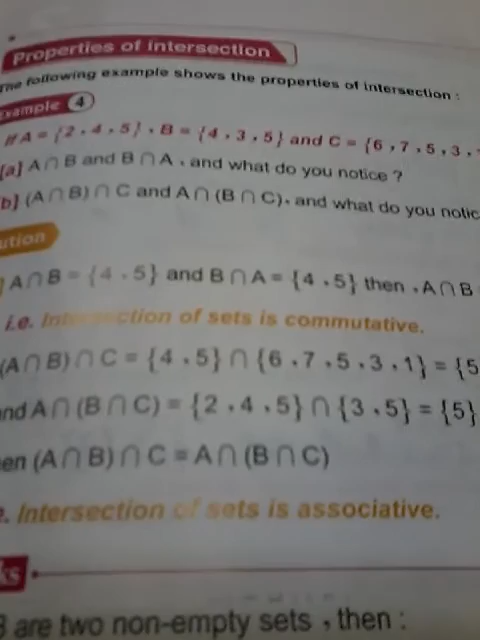 Properties of intersection
The following example shows the properties of intersection :
Example 4
If A = {2 , 4 , 5} , B = {4 , 3 , 5} and C = {6 , 7 , 5 , 3 ,
[a] A ∩ B and B ∩ A , and what do you notice ?
b] (A ∩ B) ∩ C and A ∩ (B ∩ C) , and what do you notic
ution
] A ∩ B = {4 , 5} and B ∩ A = {4 , 5} then , A ∩ B
i.e. Intersection of sets is commutative.
(A ∩ B) ∩ C = {4 , 5} ∩ {6 , 7 , 5 , 3 , 1} = {5
nd A ∩ (B ∩ C) = {2 , 4 , 5} ∩ {3 , 5} = {5}
en (A ∩ B) ∩ C = A ∩ (B ∩ C)
e. Intersection of sets is associative.
ks
B are two non-empty sets , then :